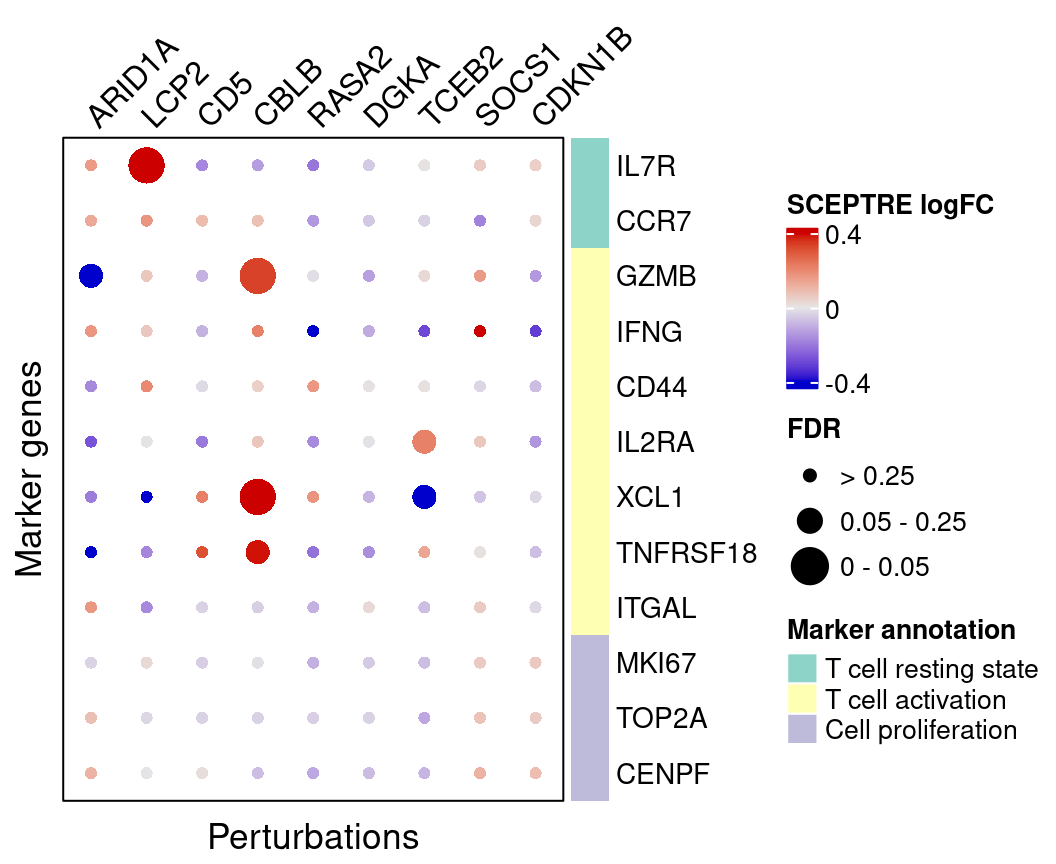 ARID1A
LCP2
CD5
CBLB
RASA2
DGKA
TCEB2
SOCS1
CDKN1B
Marker genes
IL7R
CCR7
GZMB
IFNG
CD44
IL2RA
XCL1
TNFRSF18
ITGAL
MKI67
TOP2A
CENPF
Perturbations
SCEPTRE logFC
0.4
0
-0.4
FDR
> 0.25
0.05 - 0.25
0 - 0.05
Marker annotation
T cell resting state
T cell activation
Cell proliferation